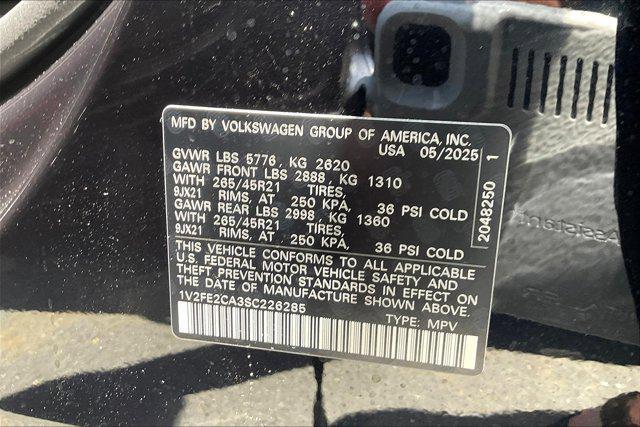 MFD BY VOLKSWAGEN GROUP OF AMERICA, INC.
USA 05/2025
GVWR LBS 5776 , KG 2620
GAWR FRONT LBS 2888 , KG 1310
WITH 265/45R21 TIRES,
9JX21 RIMS, AT 250 KPA, 36 PSI COLD
GAWR REAR LBS 2998 , KG 1360
WITH 265/45R21 TIRES,
9JX21 RIMS, AT 250 KPA, 36 PSI COLD
THIS VEHICLE CONFORMS TO ALL APPLICABLE
U.S. FEDERAL MOTOR VEHICLE SAFETY AND
THEFT PREVENTION STANDARDS IN EFFECT ON
THE DATE OF MANUFACTURE SHOWN ABOVE.
1V2FE2CA3SC226285
TYPE: MPV
2048250 1
Assistant